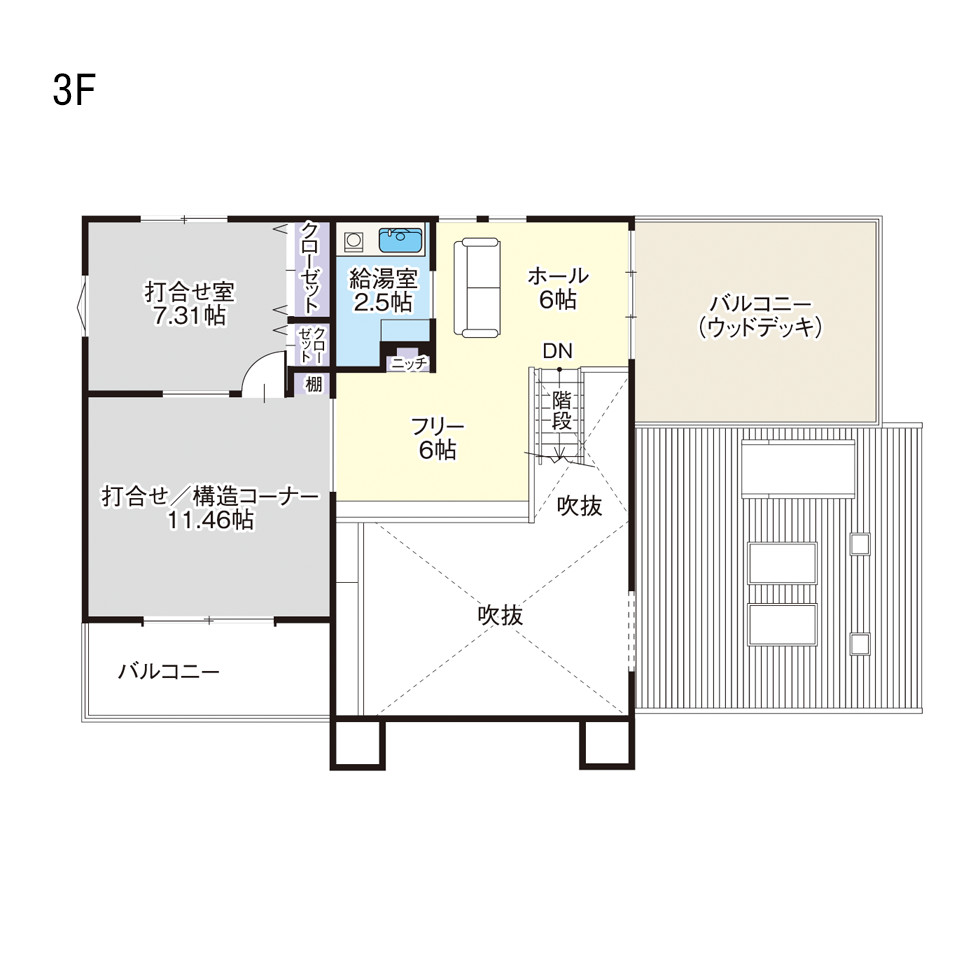 3F
クローゼット
打合せ室
7.31帖
給湯室
2.5帖
ホール
6帖
バルコニー
（ウッドデッキ）
クロー
ゼット
ニッチ
DN
棚
階段
フリー
6帖
打合せ／構造コーナー
11.46帖
吹抜
吹抜
バルコニー